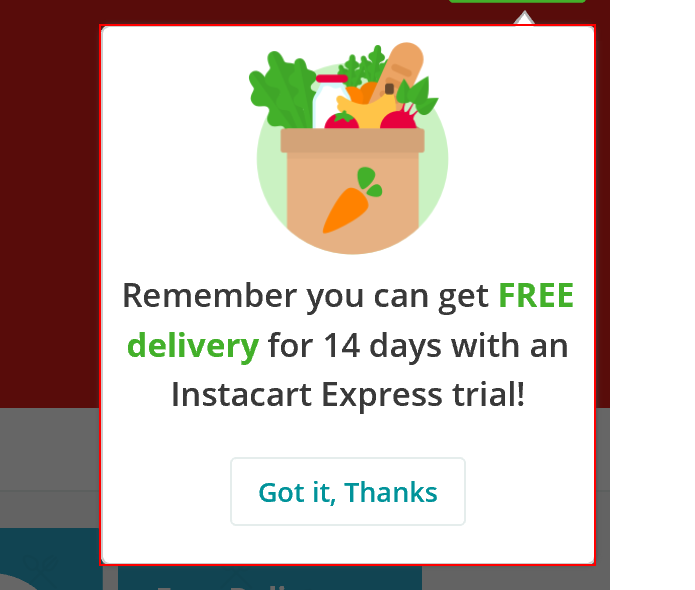 Remember you can get FREE
delivery for 14 days with an
Instacart Express trial!
Got it, Thanks